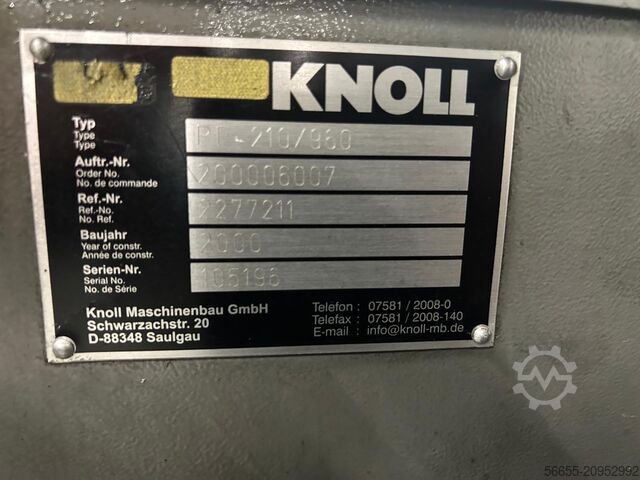 KNOLL
Typ
Type
Type
PF-210/960
Auftr.-Nr.
Order No.
No. de commande
200006007
Ref.-Nr.
Ref.-No.
No. Ref.
2277211
Baujahr
Year of constr.
Année de constr.
2000
Serien-Nr.
Serial No.
No. de Série
105196
Knoll Maschinenbau GmbH
Schwarzachstr. 20
D-88348 Saulgau
Telefon : 07581 / 2008-0
Telefax : 07581 / 2008-140
E-mail : info@knoll-mb.de
56655-20952992